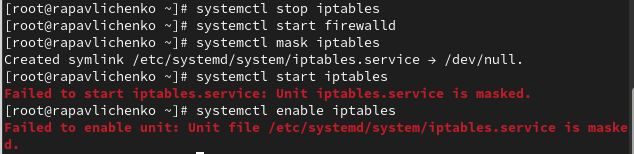 [root@rapavlichenko ~]# systemctl stop iptables
[root@rapavlichenko ~]# systemctl start firewalld
[root@rapavlichenko ~]# systemctl mask iptables
Created symlink /etc/systemd/system/iptables.service → /dev/null.
[root@rapavlichenko ~]# systemctl start iptables
Failed to start iptables.service: Unit iptables.service is masked.
[root@rapavlichenko ~]# systemctl enable iptables
Failed to enable unit: Unit file /etc/systemd/system/iptables.service is maske
d.